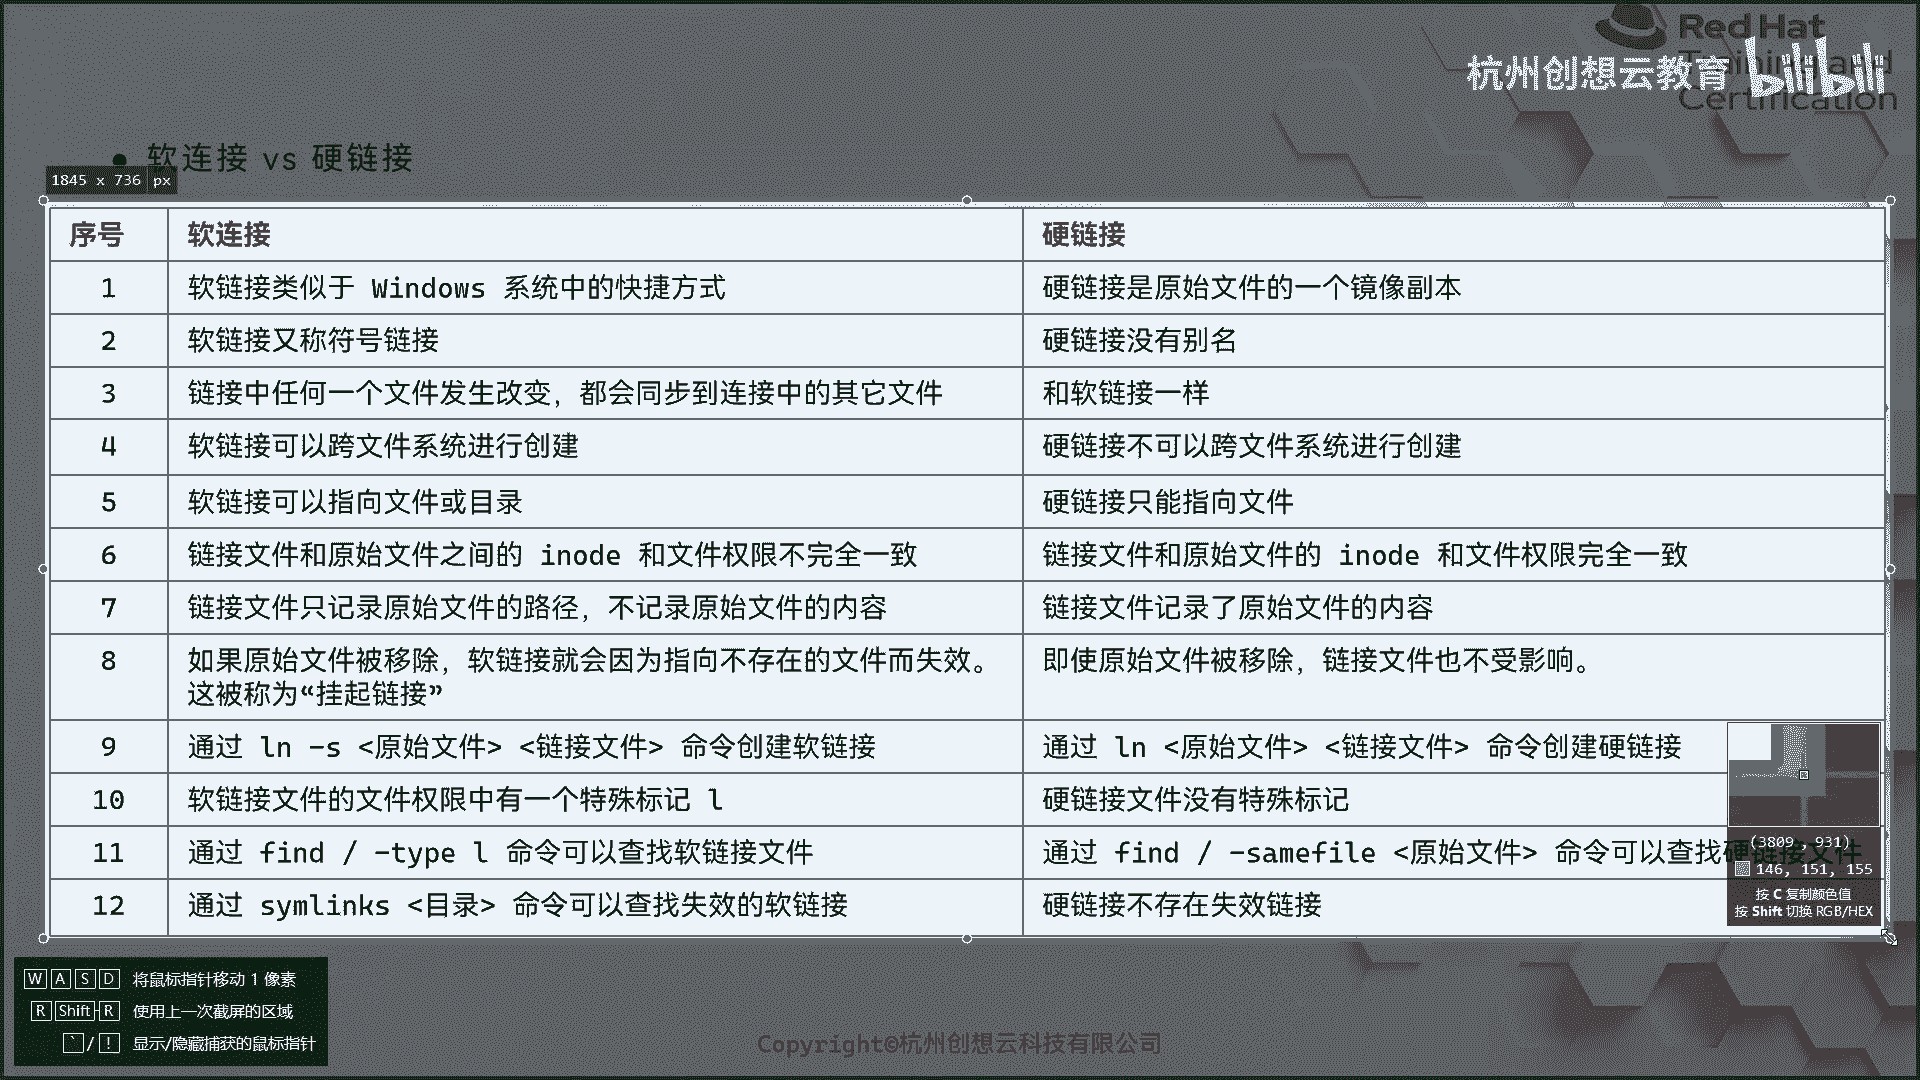 Red Hat
Training and
Certification
杭州创想云教育 bilibili
• 软连接 vs 硬链接
1845 x 736 px
序号 软连接 硬链接
1 软链接类似于 Windows 系统中的快捷方式 硬链接是原始文件的一个镜像副本
2 软链接又称符号链接 硬链接没有别名
3 链接中任何一个文件发生改变，都会同步到连接中的其它文件 和软链接一样
4 软链接可以跨文件系统进行创建 硬链接不可以跨文件系统进行创建
5 软链接可以指向文件或目录 硬链接只能指向文件
6 链接文件和原始文件之间的 inode 和文件权限不完全一致 链接文件和原始文件的 inode 和文件权限完全一致
7 链接文件只记录原始文件的路径，不记录原始文件的内容 链接文件记录了原始文件的内容
8 如果原始文件被移除，软链接就会因为指向不存在的文件而失效。 即使原始文件被移除，链接文件也不受影响。
这被称为“挂起链接”
9 通过 ln -s <原始文件> <链接文件> 命令创建软链接 通过 ln <原始文件> <链接文件> 命令创建硬链接
10 软链接文件的文件权限中有一个特殊标记 l 硬链接文件没有特殊标记
11 通过 find / -type l 命令可以查找软链接文件 通过 find / -samefile <原始文件> 命令可以查找硬链接文件
12 通过 symlinks <目录> 命令可以查找失效的软链接 硬链接不存在失效链接
(3809 , 931)
146, 151, 155
按 C 复制颜色值
按 Shift 切换 RGB/HEX
W A S D 将鼠标指针移动 1 像素
R Shift-R 使用上一次截屏的区域
` / ! 显示/隐藏捕获的鼠标指针
Copyright©杭州创想云科技有限公司